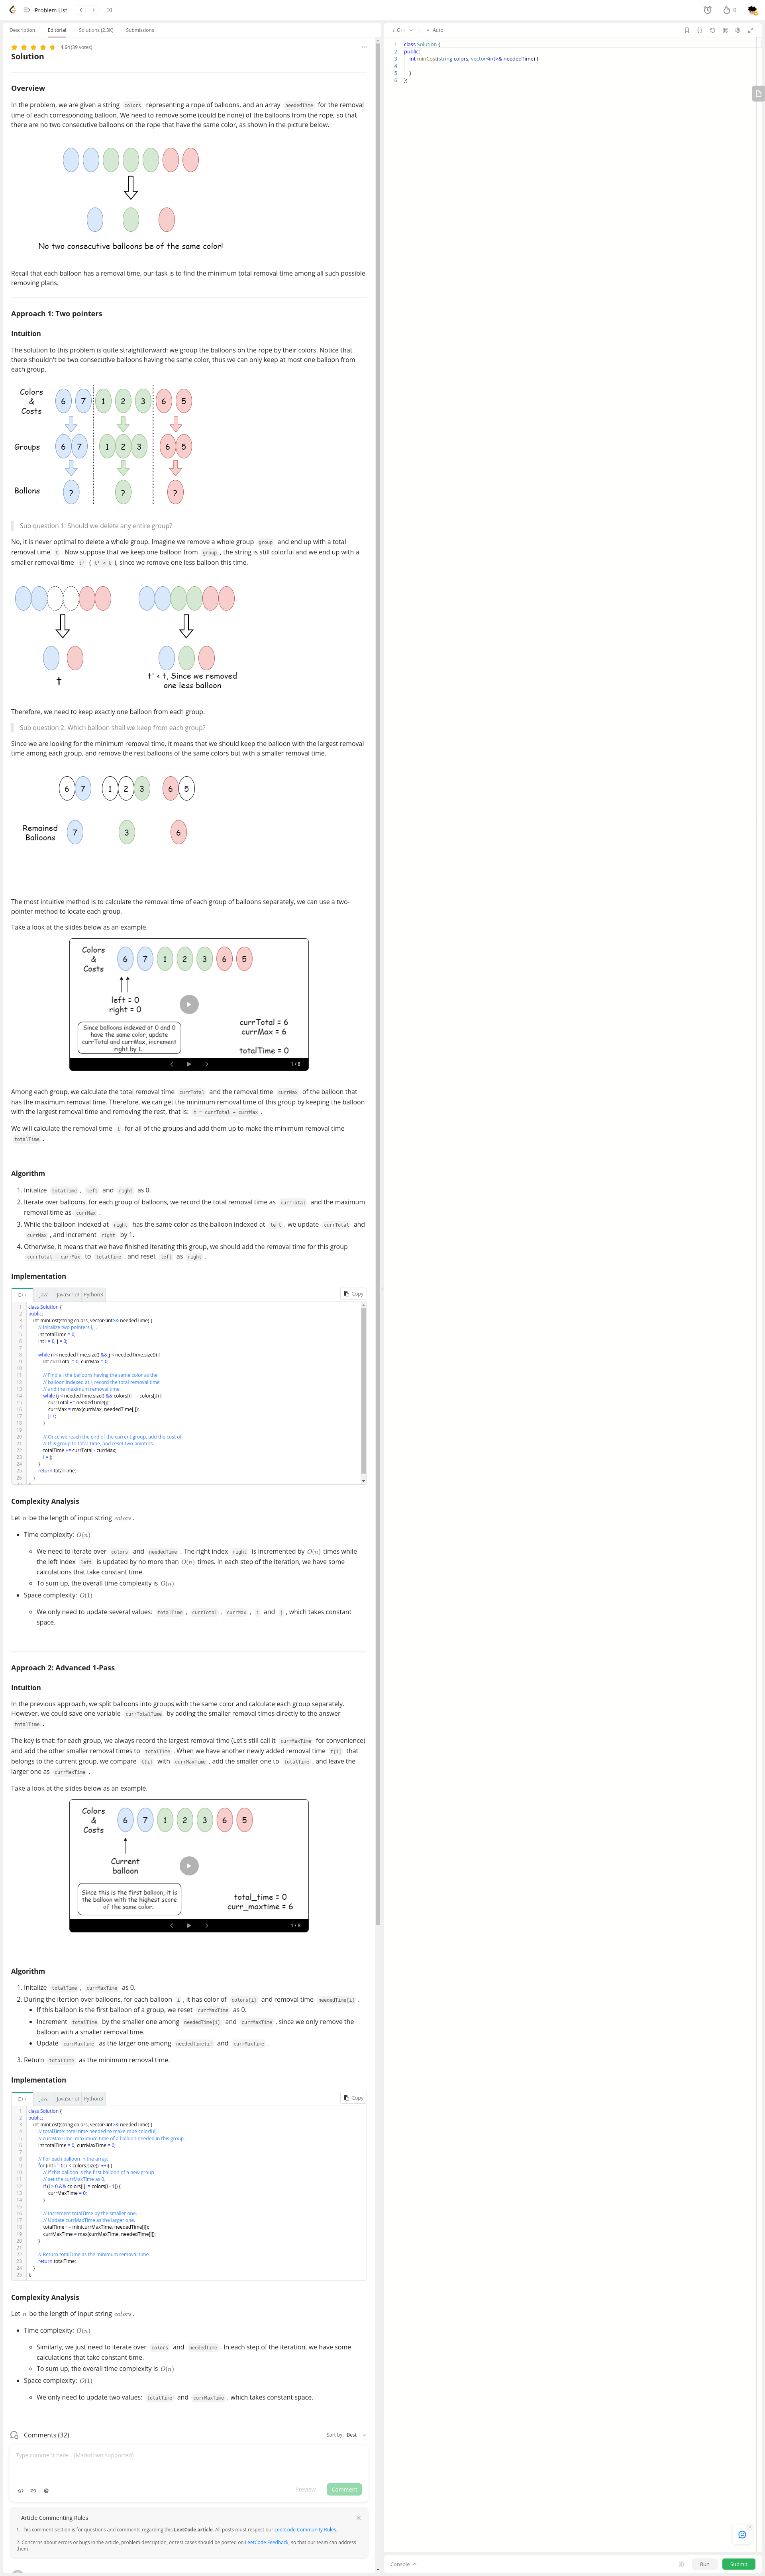 Problem List
0
Description Editorial Solutions (2.3K) Submissions
4.64 (39 votes)
Solution
Overview
In the problem, we are given a string colors representing a rope of balloons, and an array neededTime for the removal
time of each corresponding balloon. We need to remove some (could be none) of the balloons from the rope, so that
there are no two consecutive balloons on the rope that have the same color, as shown in the picture below.
No two consecutive balloons be of the same color!
Recall that each balloon has a removal time, our task is to find the minimum total removal time among all such possible
removing plans.
Approach 1: Two pointers
Intuition
The solution to this problem is quite straightforward: we group the balloons on the rope by their colors. Notice that
there shouldn't be two consecutive balloons having the same color, thus we can only keep at most one balloon from
each group.
Colors
&
Costs
6 7 1 2 3 6 5
Groups
6 7 1 2 3 6 5
Ballons
? ? ?
Sub question 1: Should we delete any entire group?
No, it is never optimal to delete a whole group. Imagine we remove a whole group group and end up with a total
removal time t . Now suppose that we keep one balloon from group , the string is still colorful and we end up with a
smaller removal time t' ( t' < t ), since we remove one less balloon this time.
t
t' < t, Since we removed
one less balloon
Therefore, we need to keep exactly one balloon from each group.
Sub question 2: Which balloon shall we keep from each group?
Since we are looking for the minimum removal time, it means that we should keep the balloon with the largest removal
time among each group, and remove the rest balloons of the same colors but with a smaller removal time.
6 7 1 2 3 6 5
Remained
Balloons
7 3 6
The most intuitive method is to calculate the removal time of each group of balloons separately, we can use a two-
pointer method to locate each group.
Take a look at the slides below as an example.
Colors
&
Costs
6 7 1 2 3 6 5
left = 0
right = 0
Since balloons indexed at 0 and 0
have the same color, update
currTotal and currMax, increment
right by 1.
currTotal = 6
currMax = 6
totalTime = 0
1 / 8
Among each group, we calculate the total removal time currTotal and the removal time currMax of the balloon that
has the maximum removal time. Therefore, we can get the minimum removal time of this group by keeping the balloon
with the largest removal time and removing the rest, that is: t = currTotal - currMax .
We will calculate the removal time t for all of the groups and add them up to make the minimum removal time
totalTime .
Algorithm
1. Initalize totalTime , left and right as 0.
2. Iterate over balloons, for each group of balloons, we record the total removal time as currTotal and the maximum
removal time as currMax .
3. While the balloon indexed at right has the same color as the balloon indexed at left , we update currTotal and
currMax , and increment right by 1.
4. Otherwise, it means that we have finished iterating this group, we should add the removal time for this group
currTotal - currMax to totalTime , and reset left as right .
Implementation
C++ Java JavaScript Python3 Copy
1 class Solution {
2 public:
3 int minCost(string colors, vector<int>& neededTime) {
4 // Initalize two pointers i, j.
5 int totalTime = 0;
6 int i = 0, j = 0;
7
8 while (i < neededTime.size() && j < neededTime.size()) {
9 int currTotal = 0, currMax = 0;
10
11 // Find all the balloons having the same color as the
12 // balloon indexed at i, record the total removal time
13 // and the maximum removal time.
14 while (j < neededTime.size() && colors[i] == colors[j]) {
15 currTotal += neededTime[j];
16 currMax = max(currMax, neededTime[j]);
17 j++;
18 }
19
20 // Once we reach the end of the current group, add the cost of
21 // this group to total_time, and reset two pointers.
22 totalTime += currTotal - currMax;
23 i = j;
24 }
25 return totalTime;
26 }
Complexity Analysis
Let n be the length of input string colors.
Time complexity: O(n)
We need to iterate over colors and neededTime . The right index right is incremented by O(n) times while
the left index left is updated by no more than O(n) times. In each step of the iteration, we have some
calculations that take constant time.
To sum up, the overall time complexity is O(n)
Space complexity: O(1)
We only need to update several values: totalTime , currTotal , currMax , i and j , which takes constant
space.
Approach 2: Advanced 1-Pass
Intuition
In the previous approach, we split balloons into groups with the same color and calculate each group separately.
However, we could save one variable currTotalTime by adding the smaller removal times directly to the answer
totalTime .
The key is that: for each group, we always record the largest removal time (Let's still call it currMaxTime for convenience)
and add the other smaller removal times to totalTime . When we have another newly added removal time t[i] that
belongs to the current group, we compare t[i] with currMaxTime , add the smaller one to totalTime , and leave the
larger one as currMaxTime .
Take a look at the slides below as an example.
Colors
&
Costs
6 7 1 2 3 6 5
Current
balloon
Since this is the first balloon, it is
the balloon with the highest score
of the same color.
total_time = 0
curr_maxtime = 6
1 / 8
Algorithm
1. Initalize totalTime , currMaxTime as 0.
2. During the itertion over balloons, for each balloon i , it has color of colors[i] and removal time neededTime[i] .
If this balloon is the first balloon of a group, we reset currMaxTime as 0.
Increment totalTime by the smaller one among neededTime[i] and currMaxTime , since we only remove the
balloon with a smaller removal time.
Update currMaxTime as the larger one among neededTime[i] and currMaxTime .
3. Return totalTime as the minimum removal time.
Implementation
C++ Java JavaScript Python3 Copy
1 class Solution {
2 public:
3 int minCost(string colors, vector<int>& neededTime) {
4 // totalTime: total time needed to make rope colorful;
5 // currMaxTime: maximum time of a balloon needed in this group.
6 int totalTime = 0, currMaxTime = 0;
7
8 // For each balloon in the array:
9 for (int i = 0; i < colors.size(); ++i) {
10 // If this balloon is the first balloon of a new group
11 // set the currMaxTime as 0.
12 if (i > 0 && colors[i] != colors[i - 1]) {
13 currMaxTime = 0;
14 }
15
16 // Increment totalTime by the smaller one.
17 // Update currMaxTime as the larger one.
18 totalTime += min(currMaxTime, neededTime[i]);
19 currMaxTime = max(currMaxTime, neededTime[i]);
20 }
21
22 // Return totalTime as the minimum removal time.
23 return totalTime;
24 }
25 };
Complexity Analysis
Let n be the length of input string colors.
Time complexity: O(n)
Similarly, we just need to iterate over colors and neededTime . In each step of the iteration, we have some
calculations that take constant time.
To sum up, the overall time complexity is O(n)
Space complexity: O(1)
We only need to update two values: totalTime and currMaxTime , which takes constant space.
Comments (32) Sort by: Best
Type comment here... (Markdown supported)
Preview Comment
Article Commenting Rules
1. This comment section is for questions and comments regarding this LeetCode article. All posts must respect our LeetCode Community Rules.
2. Concerns about errors or bugs in the article, problem description, or test cases should be posted on LeetCode Feedback, so that our team can address
them.
C++ Auto
1 class Solution {
2 public:
3 int minCost(string colors, vector<int>& neededTime) {
4
5 }
6 };
Console Run Submit